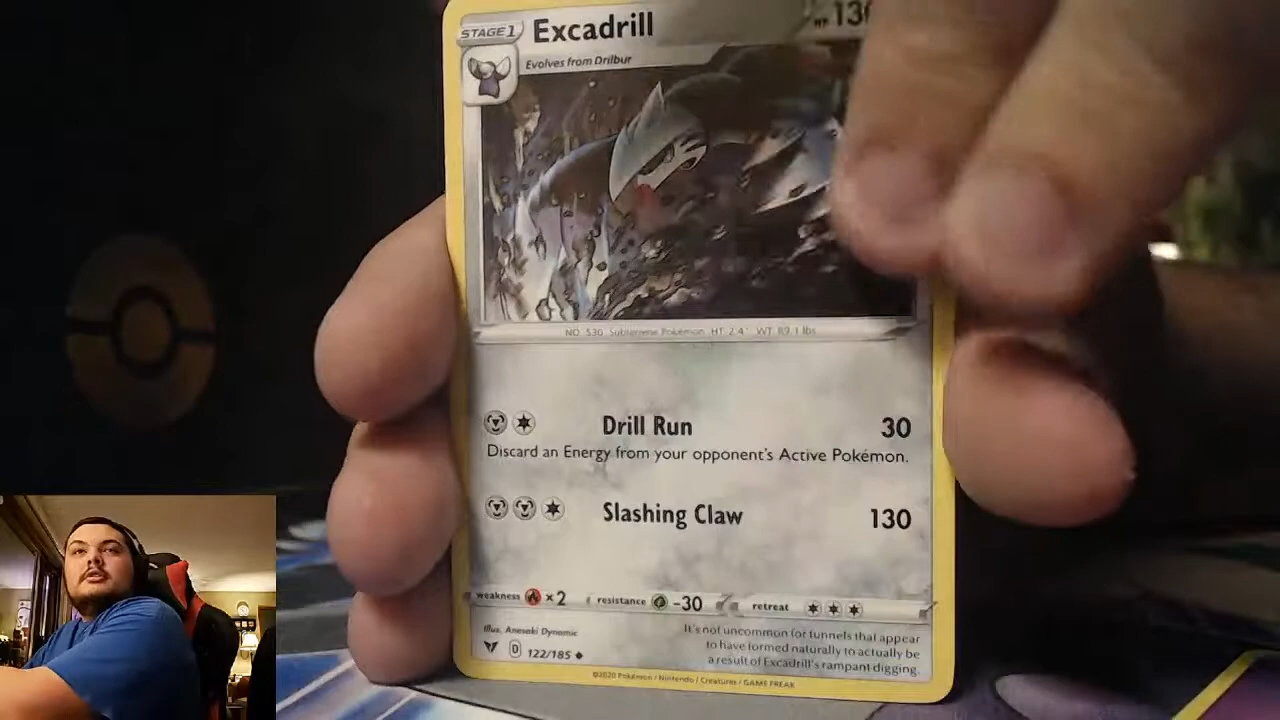 STAGE 1
Excadrill
HP 130
Evolves from Drilbur
NO. 530 Subterrene Pokémon HT 2'4" WT 89.1 lbs
Drill Run 30
Discard an Energy from your opponent's Active Pokémon.
Slashing Claw 130
weakness ×2 resistance -30 retreat
Illus. Anesaki Dynamic
D 122/185
It's not uncommon for tunnels that appear
to have formed naturally to actually be
a result of Excadrill's rampant digging.
©2020 Pokémon / Nintendo / Creatures / GAME FREAK